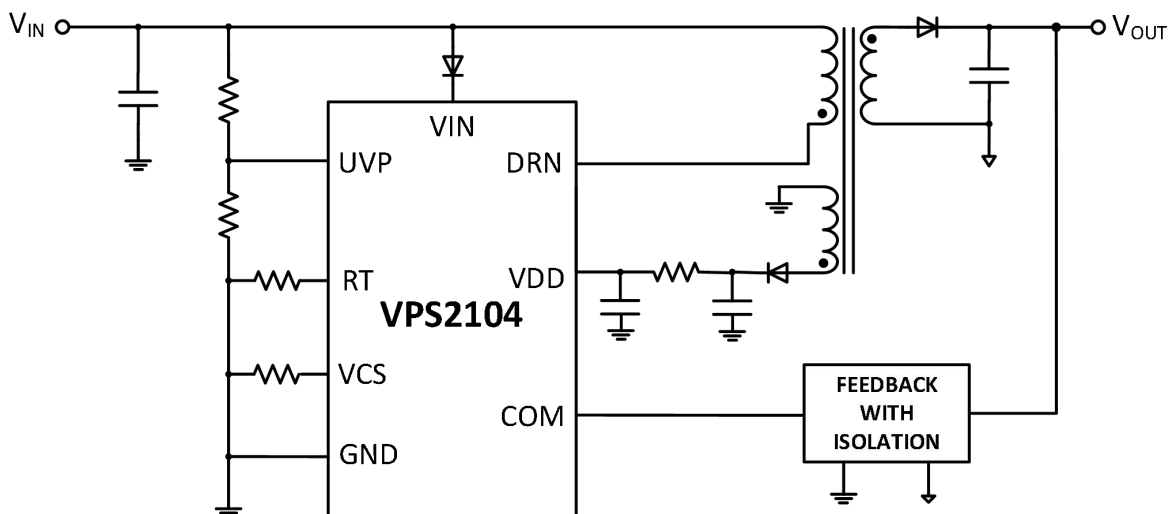 VIN
VOUT
VIN
UVP
DRN
RT
VDD
VPS2104
VCS
COM
GND
FEEDBACK
WITH
ISOLATION